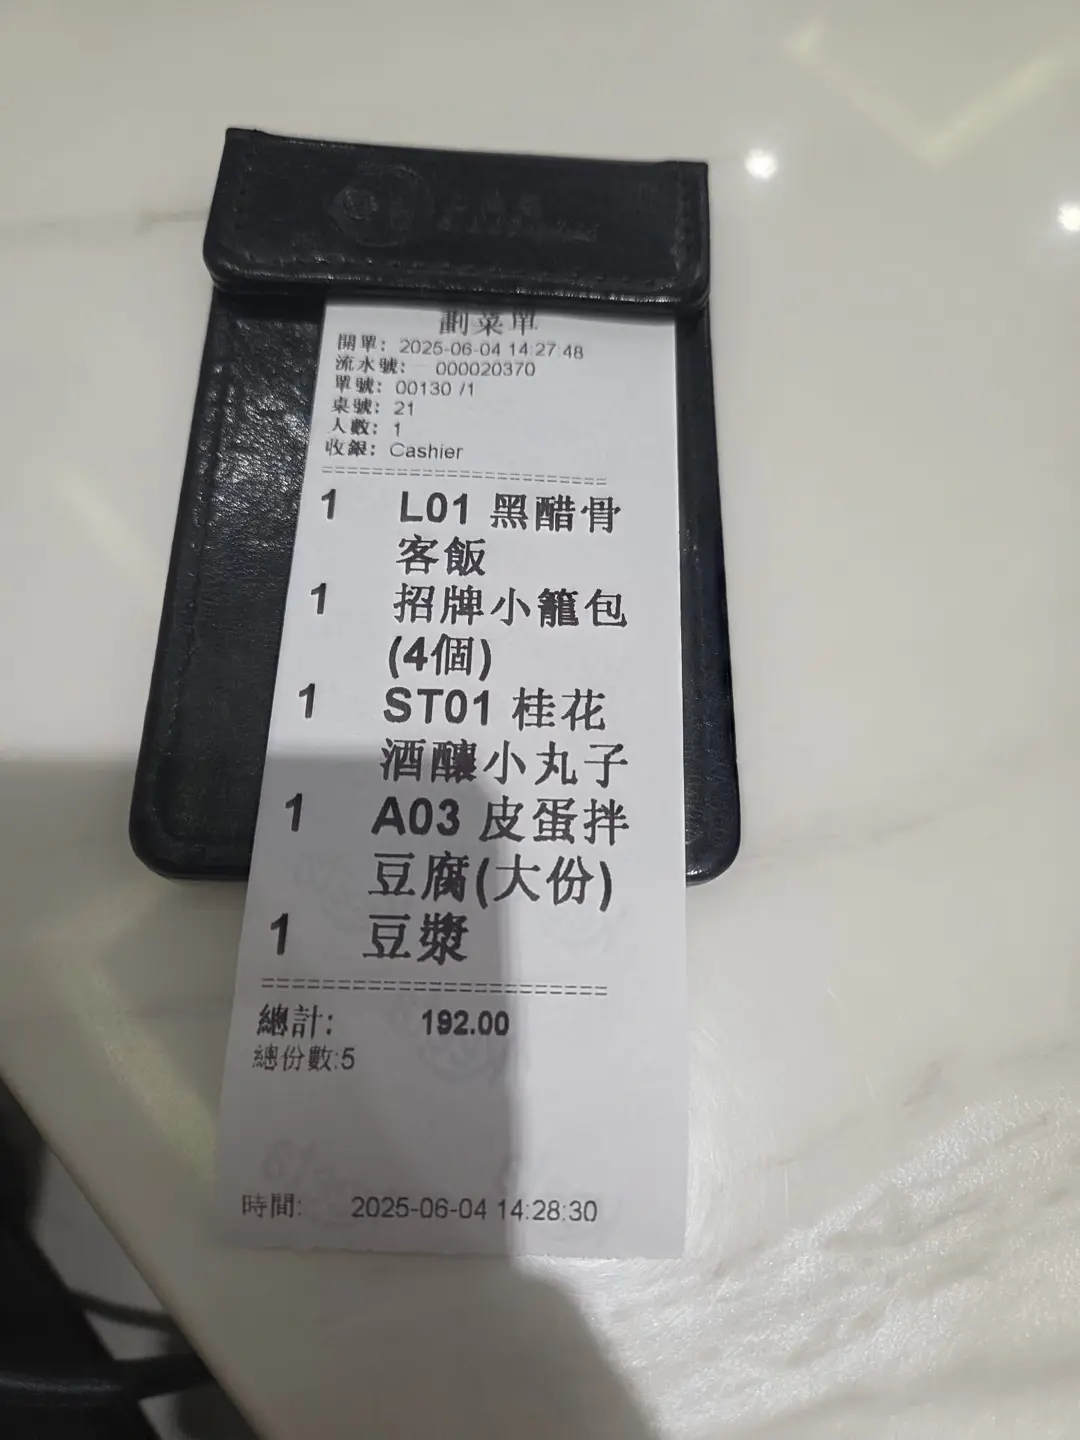 劃菜單
開單: 2025-06-04 14:27:48
流水號: 000020370
單號: 00130 /1
桌號: 21
人數: 1
收銀: Cashier
==========================
1 L01 黑醋骨
客飯
1 招牌小籠包
(4個)
1 ST01 桂花
酒釀小丸子
1 A03 皮蛋拌
豆腐(大份)
1 豆漿
==========================
總計: 192.00
總份數:5
時間: 2025-06-04 14:28:30